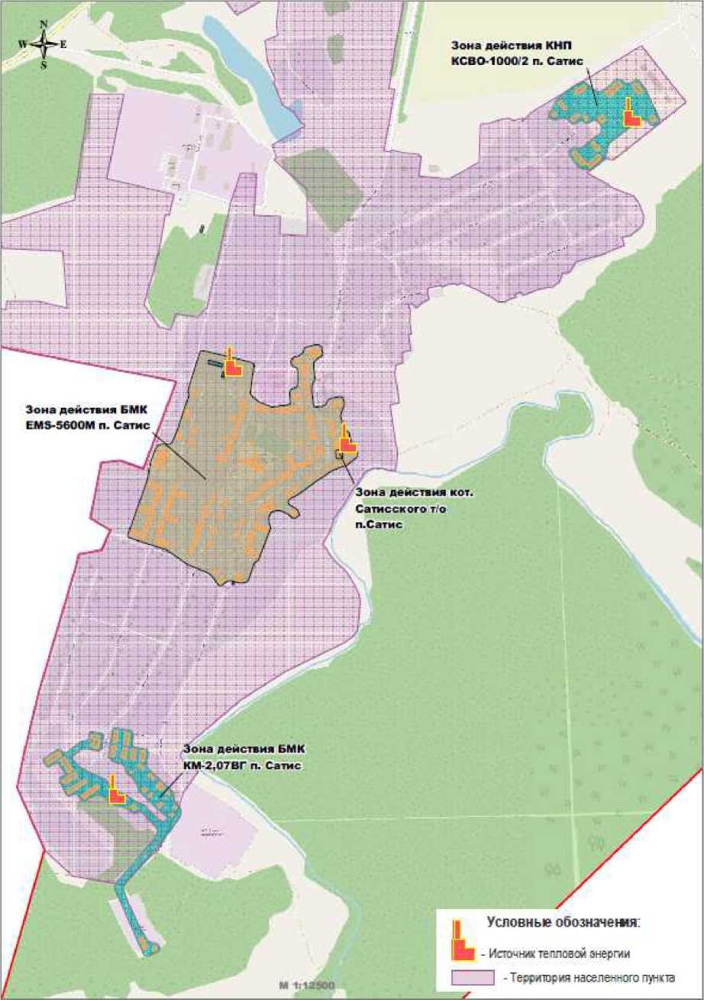 N
W E
S
Зона действия КНП
КСВО-1000/2 п. Сатис
Зона действия БМК
EMS-5600М п. Сатис
Зона действия кот.
Сатисского т/о
п.Сатис
Зона действия БМК
КМ-2,07ВГ п. Сатис
Условные обозначения:
- Источник тепловой энергии
- Территория населенного пункта
М 1:12500